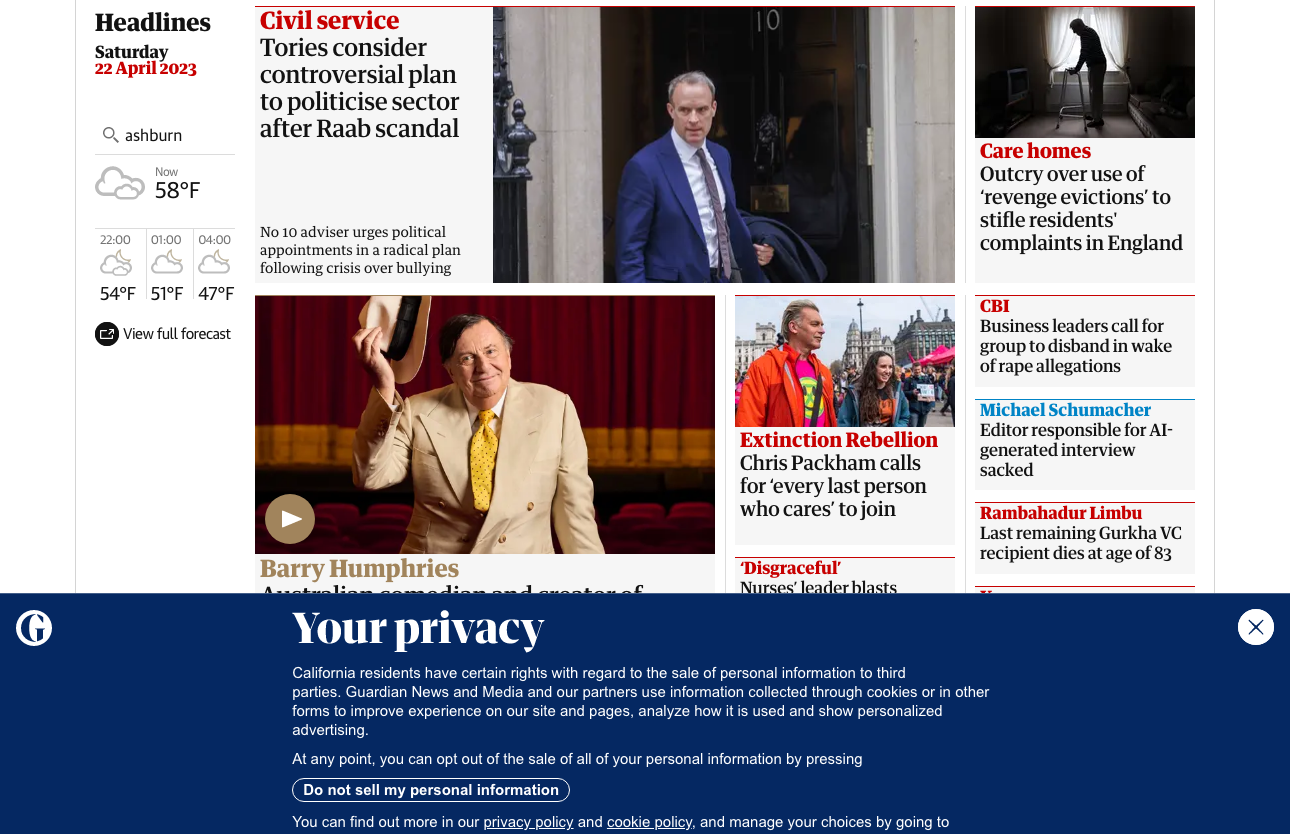 Headlines
Saturday
22 April 2023
ashburn
Now
58°F
22:00
01:00
04:00
54°F
51°F
47°F
View full forecast
Civil service
Tories consider
controversial plan
to politicise sector
after Raab scandal
No 10 adviser urges political
appointments in a radical plan
following crisis over bullying
10
Care homes
Outcry over use of
‘revenge evictions’ to
stifle residents'
complaints in England
Barry Humphries
Australian comedian and creator of
Extinction Rebellion
Chris Packham calls
for ‘every last person
who cares’ to join
‘Disgraceful’
Nurses’ leader blasts
CBI
Business leaders call for
group to disband in wake
of rape allegations
Michael Schumacher
Editor responsible for AI-
generated interview
sacked
Rambahadur Limbu
Last remaining Gurkha VC
recipient dies at age of 83
Your privacy
California residents have certain rights with regard to the sale of personal information to third
parties. Guardian News and Media and our partners use information collected through cookies or in other
forms to improve experience on our site and pages, analyze how it is used and show personalized
advertising.
At any point, you can opt out of the sale of all of your personal information by pressing
Do not sell my personal information
You can find out more in our privacy policy and cookie policy, and manage your choices by going to